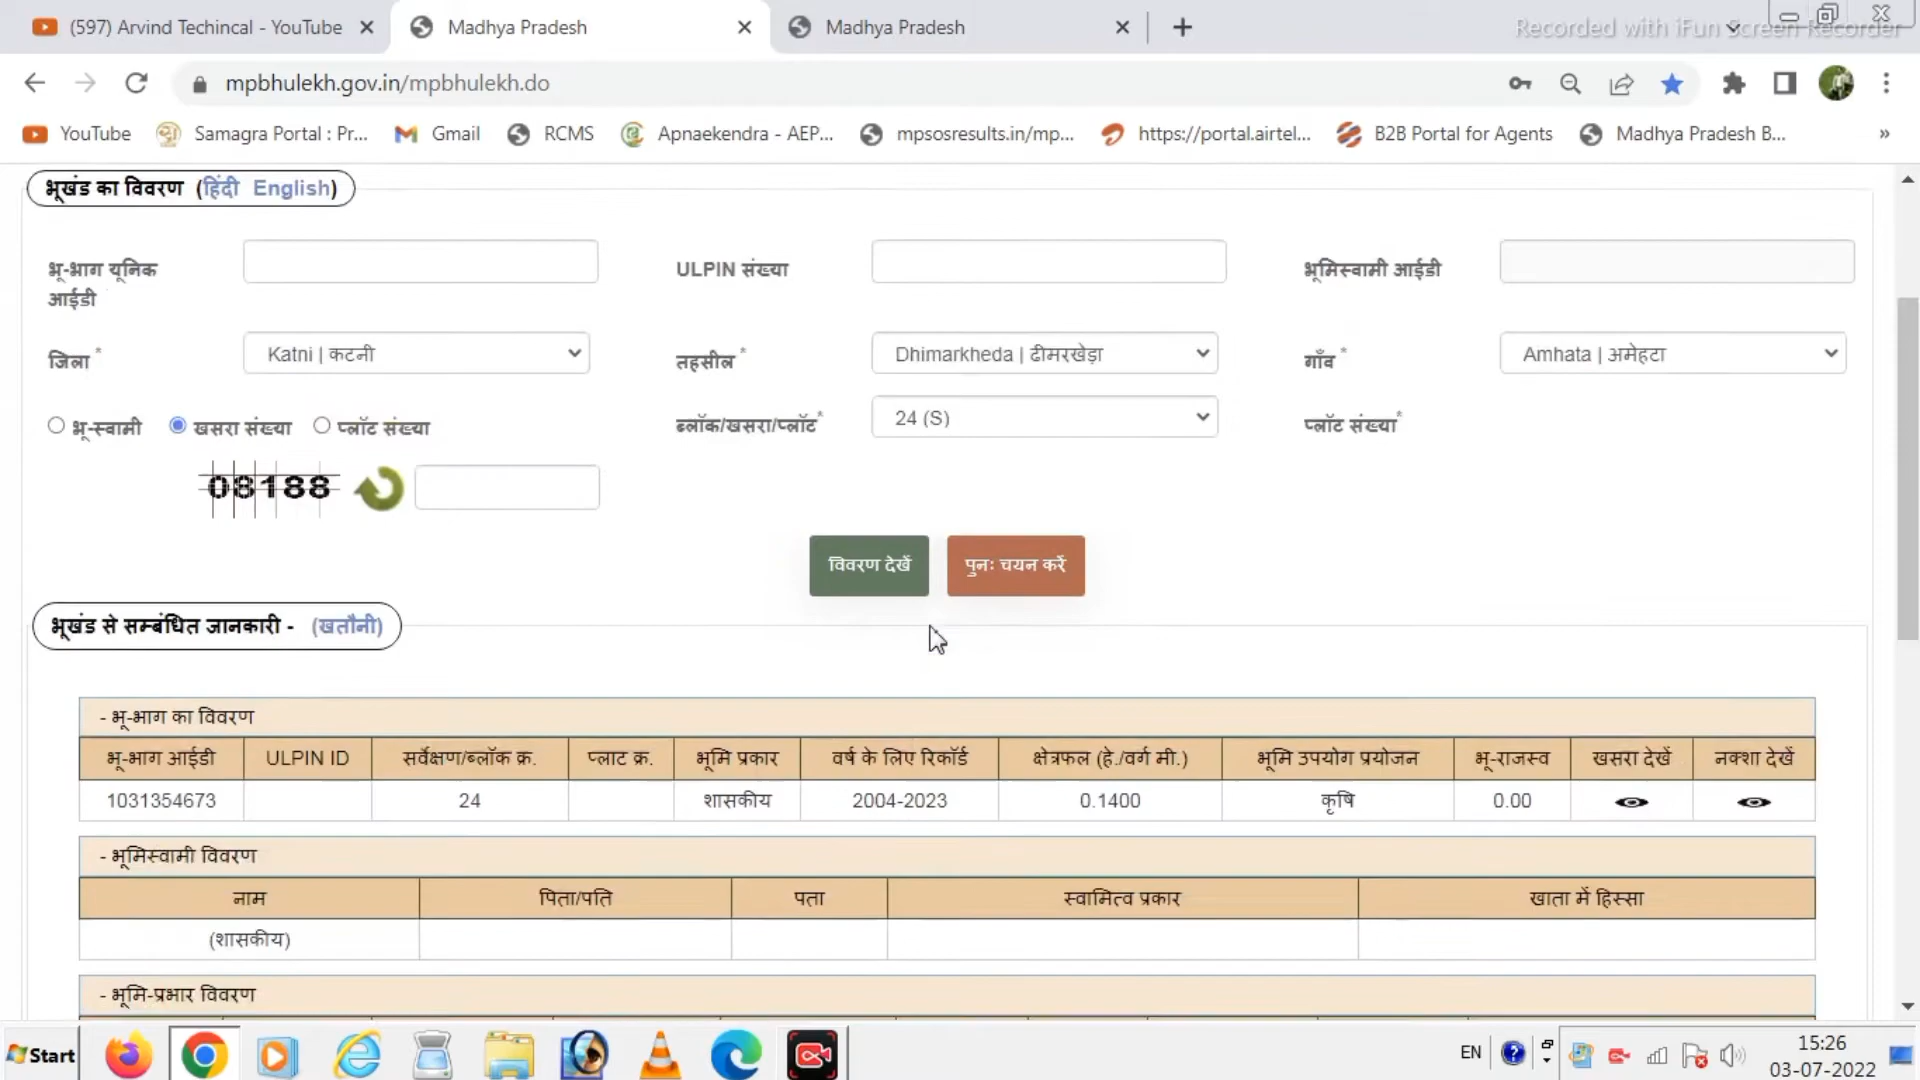 (597) Arvind Techincal - YouTube
Madhya Pradesh
Madhya Pradesh
Recorded with iFun Screen Recorder
mpbhulekh.gov.in/mpbhulekh.do
YouTube
Samagra Portal : Pr...
Gmail
RCMS
Apnaekendra - AEP...
mpsosresults.in/mp...
https://portal.airtel...
B2B Portal for Agents
Madhya Pradesh B...
»
भूखंड का विवरण (हिंदी English)
भू-भाग यूनिक आईडी
ULPIN संख्या
भूमिस्वामी आईडी
जिला *
Katni | कटनी
तहसील *
Dhimarkheda | ढीमरखेड़ा
गाँव *
Amhata | अमेहटा
भू-स्वामी
खसरा संख्या
प्लॉट संख्या
ब्लॉक/खसरा/प्लॉट *
24 (S)
प्लॉट संख्या *
08188
विवरण देखें
पुनः चयन करें
भूखंड से सम्बंधित जानकारी - (खतौनी)
- भू-भाग का विवरण
भू-भाग आईडी ULPIN ID सर्वेक्षण/ब्लॉक क्र. प्लाट क्र. भूमि प्रकार वर्ष के लिए रिकॉर्ड क्षेत्रफल (हे./वर्ग मी.) भूमि उपयोग प्रयोजन भू-राजस्व खसरा देखें नक्शा देखें
1031354673 24 शासकीय 2004-2023 0.1400 कृषि 0.00
- भूमिस्वामी विवरण
नाम पिता/पति पता स्वामित्व प्रकार खाता में हिस्सा
(शासकीय)
- भूमि-प्रभार विवरण
Start
EN
15:26
03-07-2022